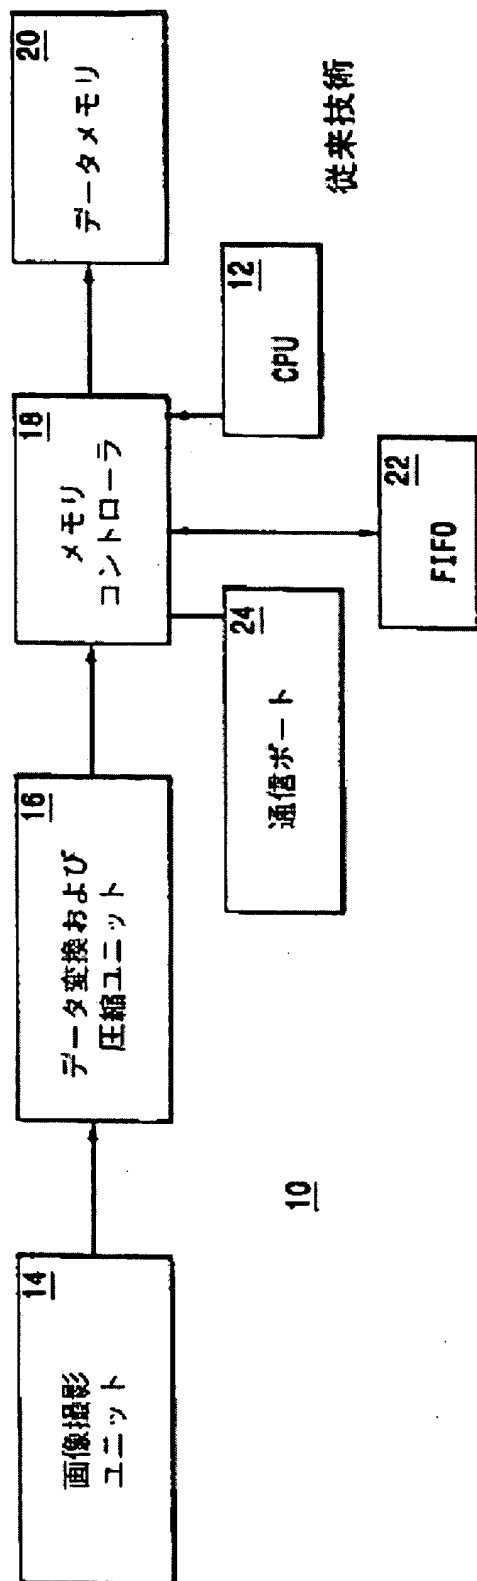 14
画像撮影
ユニット
16
データ変換および
圧縮ユニット
18
メモリ
コントローラ
20
データメモリ
24
通信ポート
12
CPU
22
FIFO
10
従来技術